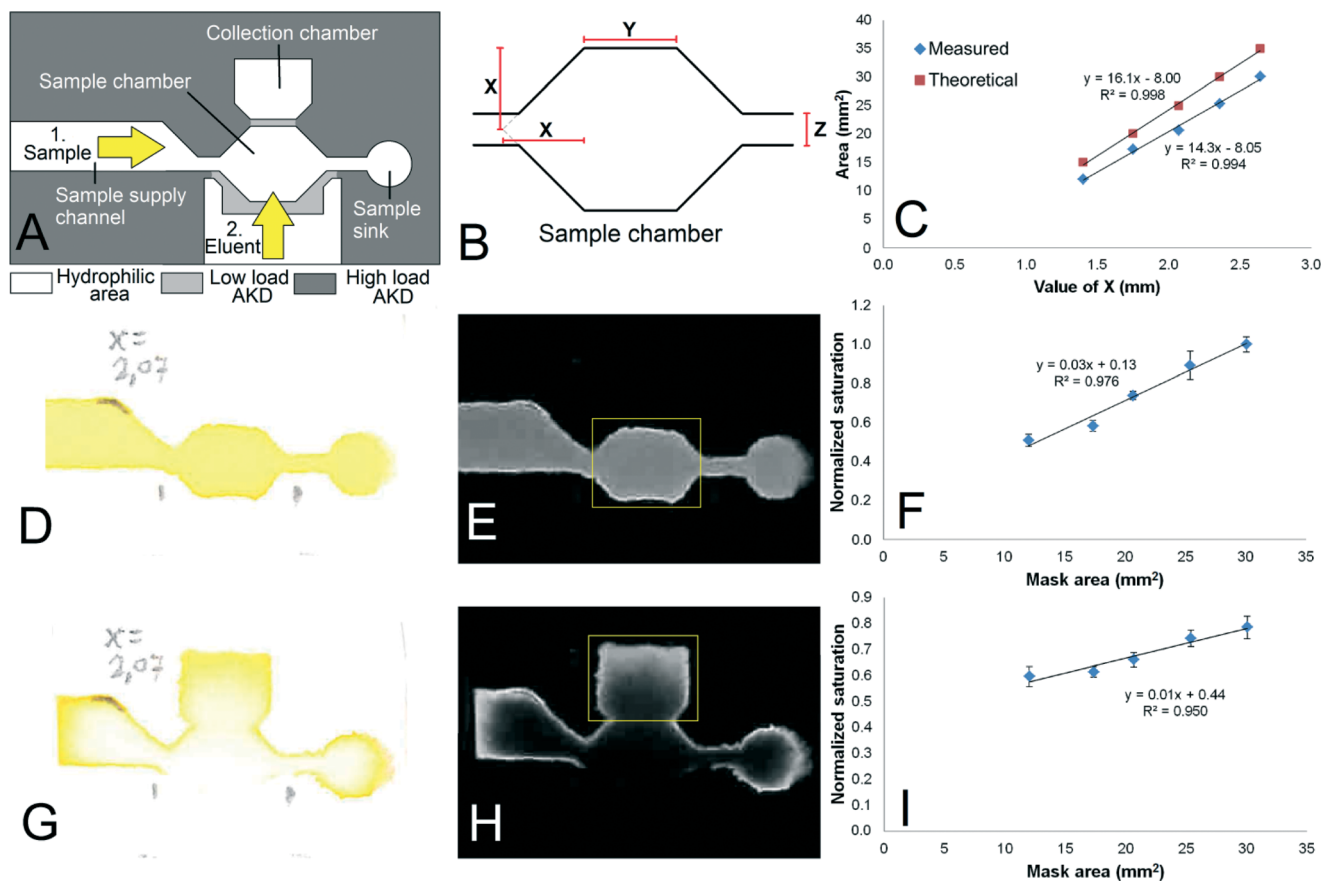 Collection chamber
Sample chamber
1.
Sample
Sample supply
channel
2.
Eluent
Sample
sink
A
Hydrophilic
area
Low load
AKD
High load
AKD
Y
X
X
Z
Sample chamber
B
40
35
30
25
20
15
10
5
0
Area (mm²)
Measured
Theoretical
y = 16.1x - 8.00
R² = 0.998
y = 14.3x - 8.05
R² = 0.994
C
0.0 1.0 1.5 2.0 2.5 3.0
Value of X (mm)
x=
2,07
D
E
1.2
1.0
0.8
0.6
0.4
0.2
0.0
Normalized saturation
y = 0.03x + 0.13
R² = 0.976
F
0 5 10 15 20 25 30 35
Mask area (mm²)
x=
2,07
G
H
0.9
0.8
0.7
0.6
0.5
0.4
0.3
0.2
0.1
0.0
Normalized saturation
y = 0.01x + 0.44
R² = 0.950
I
0 5 10 15 20 25 30 35
Mask area (mm²)